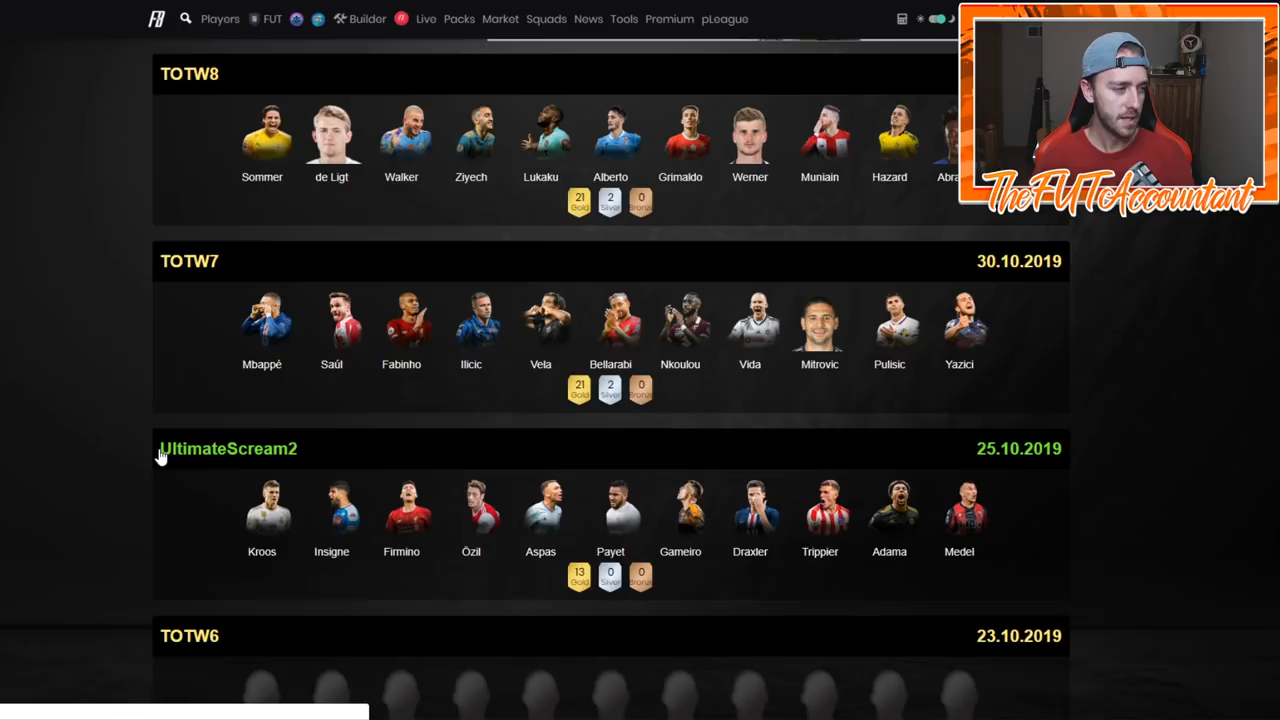 FB Players FUT Builder Live Packs Market Squads News Tools Premium pLeague
TheFUTAccountant
TOTW8
Sommer de Ligt Walker Ziyech Lukaku Alberto Grimaldo Werner Muniain Hazard Abra
21 Gold 2 Silver 0 Bronze
TOTW7 30.10.2019
Mbappé Saúl Fabinho Ilicic Vela Bellarabi Nkoulou Vida Mitrovic Pulisic Yazici
21 Gold 2 Silver 0 Bronze
UltimateScream2 25.10.2019
Kroos Insigne Firmino Özil Aspas Payet Gameiro Draxler Trippier Adama Medel
13 Gold 0 Silver 0 Bronze
TOTW6 23.10.2019